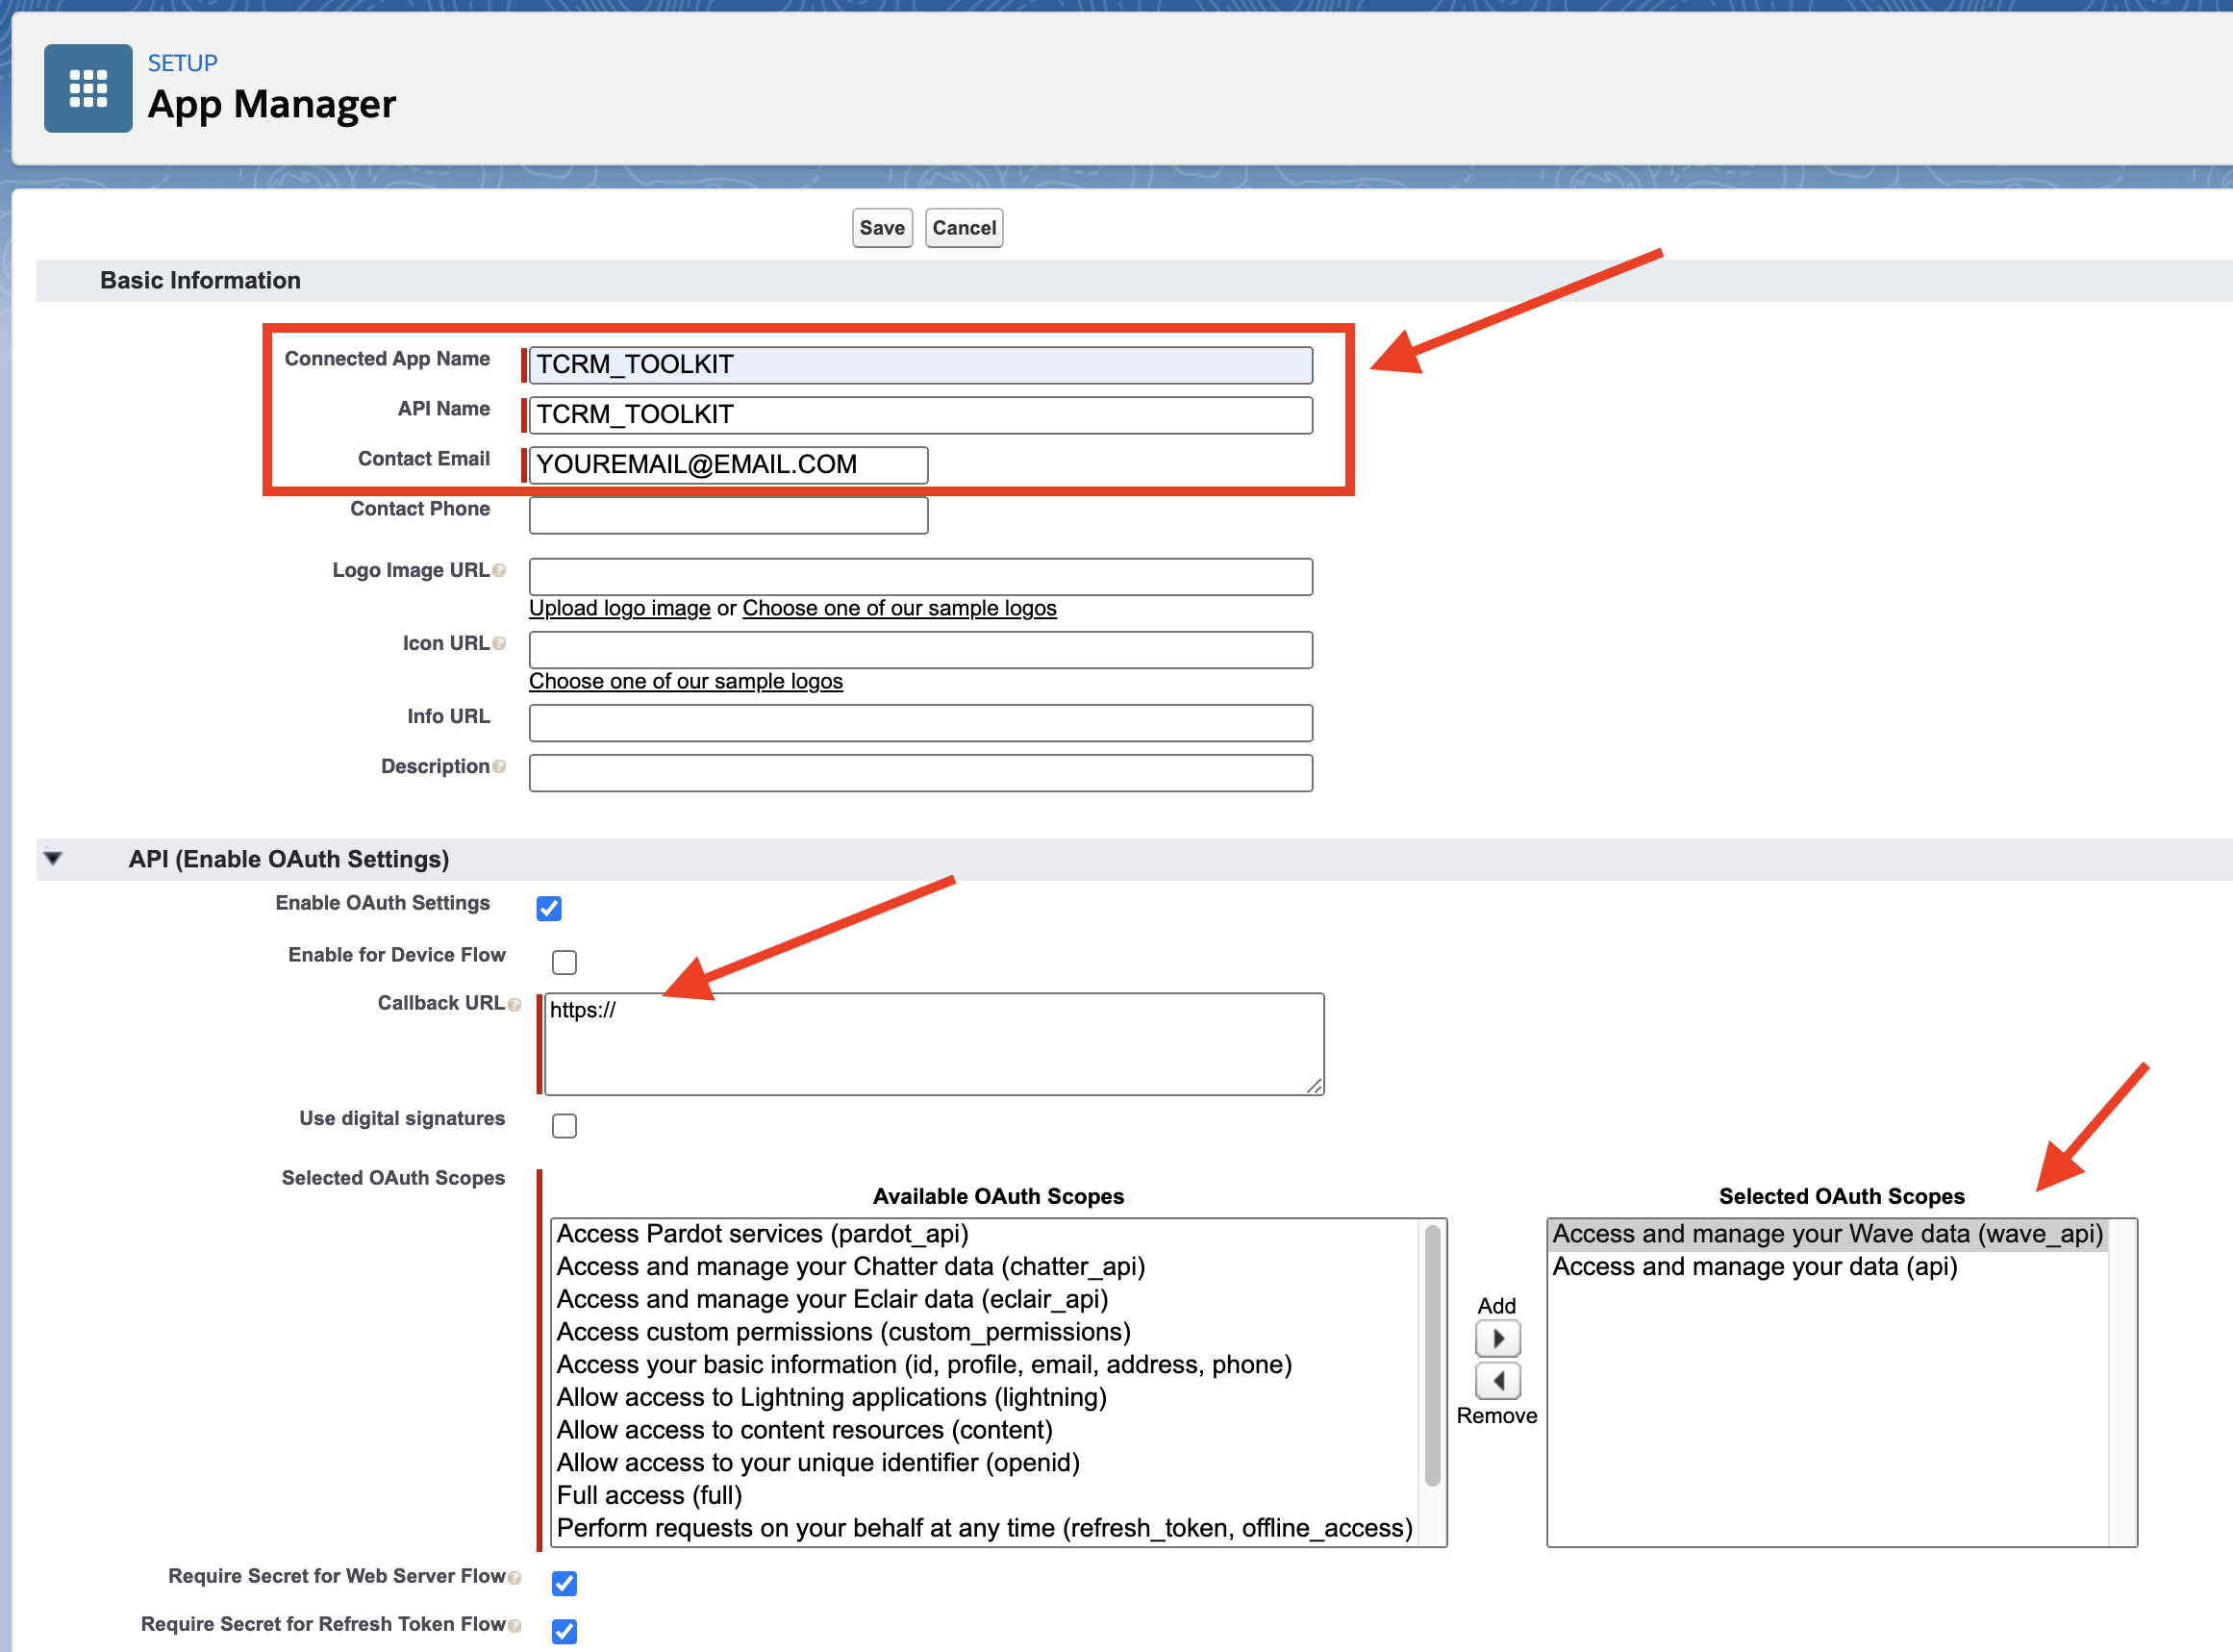 SETUP
App Manager
Save Cancel
Basic Information
Connected App Name TCRM_TOOLKIT
API Name TCRM_TOOLKIT
Contact Email YOUREMAIL@EMAIL.COM
Contact Phone
Logo Image URL ?
Upload logo image or Choose one of our sample logos
Icon URL ?
Choose one of our sample logos
Info URL
Description ?
API (Enable OAuth Settings)
Enable OAuth Settings
Enable for Device Flow
Callback URL ? https://
Use digital signatures
Selected OAuth Scopes
Available OAuth Scopes
Access Pardot services (pardot_api)
Access and manage your Chatter data (chatter_api)
Access and manage your Eclair data (eclair_api)
Access custom permissions (custom_permissions)
Access your basic information (id, profile, email, address, phone)
Allow access to Lightning applications (lightning)
Allow access to content resources (content)
Allow access to your unique identifier (openid)
Full access (full)
Perform requests on your behalf at any time (refresh_token, offline_access)
Add
Remove
Selected OAuth Scopes
Access and manage your Wave data (wave_api)
Access and manage your data (api)
Require Secret for Web Server Flow ?
Require Secret for Refresh Token Flow ?